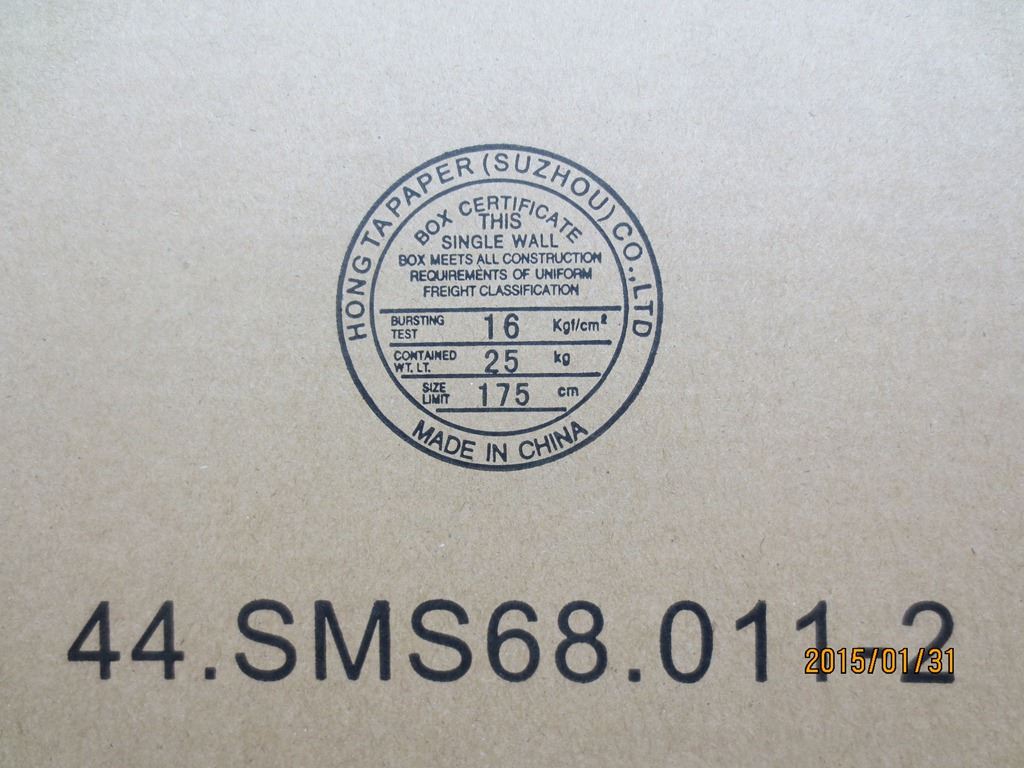 HONG TA PAPER (SUZHOU) CO.,LTD
BOX CERTIFICATE
THIS
SINGLE WALL
BOX MEETS ALL CONSTRUCTION
REQUIREMENTS OF UNIFORM
FREIGHT CLASSIFICATION
BURSTING TEST 16 Kgf/cm²
CONTAINED WT. LT. 25 kg
SIZE LIMIT 175 cm
MADE IN CHINA
44.SMS68.011-2
2015/01/31